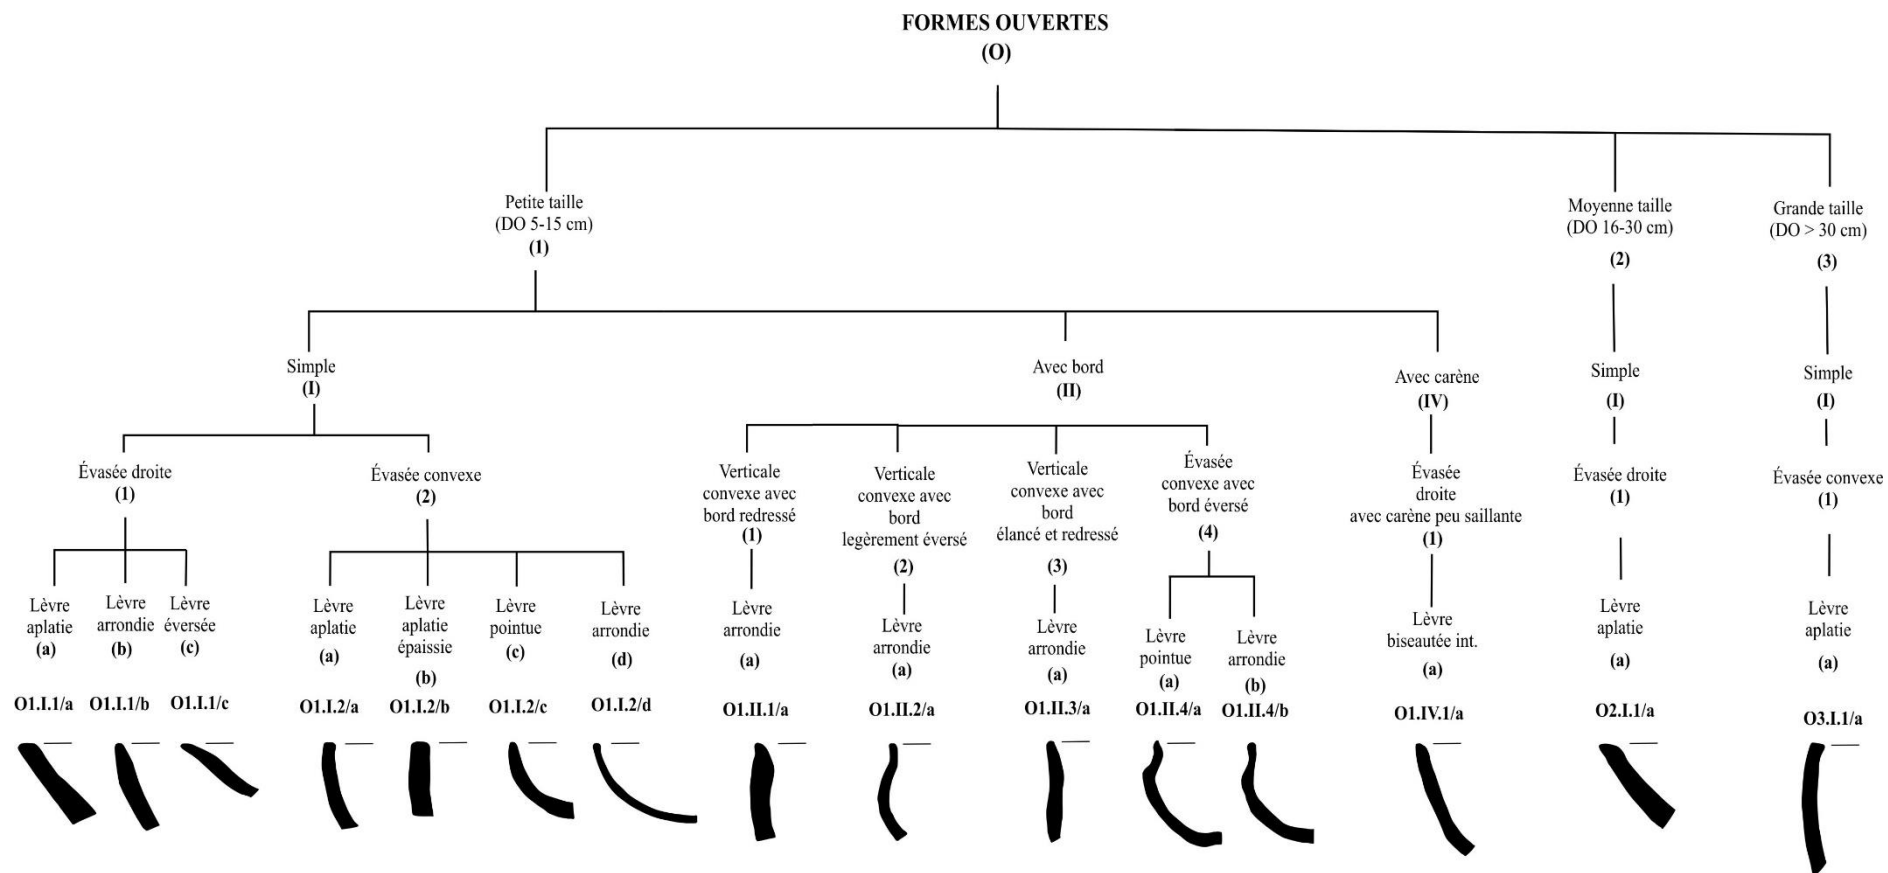 FORMES OUVERTES
(O)
Petite taille
(DO 5-15 cm)
(1)
Moyenne taille
(DO 16-30 cm)
(2)
Grande taille
(DO > 30 cm)
(3)
Simple
(I)
Avec bord
(II)
Avec carène
(IV)
Simple
(I)
Simple
(I)
Évasée droite
(1)
Évasée convexe
(2)
Verticale
convexe avec
bord redressé
(1)
Verticale
convexe avec
bord
legèrement éversé
(2)
Verticale
convexe avec
bord
élancé et redressé
(3)
Évasée
convexe avec
bord éversé
(4)
Évasée
droite
avec carène peu saillante
(1)
Évasée droite
(1)
Évasée convexe
(1)
Lèvre
aplatie
(a)
Lèvre
arrondie
(b)
Lèvre
éversée
(c)
Lèvre
aplatie
(a)
Lèvre
aplatie
épaissie
(b)
Lèvre
pointue
(c)
Lèvre
arrondie
(d)
Lèvre
arrondie
(a)
Lèvre
arrondie
(a)
Lèvre
arrondie
(a)
Lèvre
pointue
(a)
Lèvre
arrondie
(b)
Lèvre
biseautée int.
(a)
Lèvre
aplatie
(a)
Lèvre
aplatie
(a)
O1.I.1/a
O1.I.1/b
O1.I.1/c
O1.I.2/a
O1.I.2/b
O1.I.2/c
O1.I.2/d
O1.II.1/a
O1.II.2/a
O1.II.3/a
O1.II.4/a
O1.II.4/b
O1.IV.1/a
O2.I.1/a
O3.I.1/a